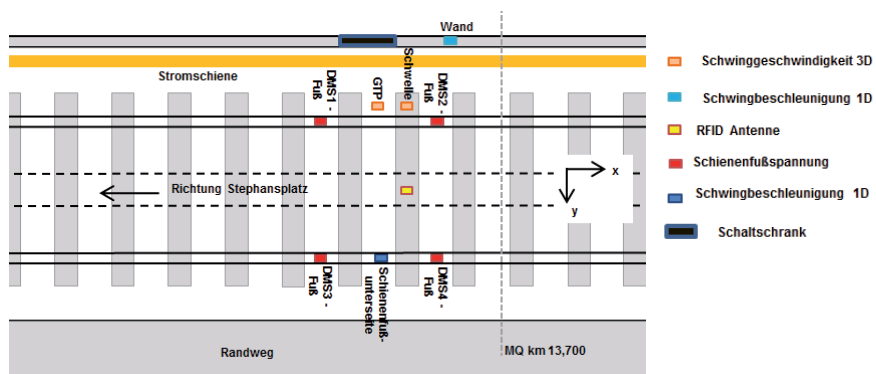 Wand
Stromschiene
DMS1 -
Fuß
GTP
Schwelle
DMS2 -
Fuß
Richtung Stephansplatz
x
y
DMS3 -
Fuß
Schienenfuß-
unterseite
DMS4 -
Fuß
Randweg
MQ km 13,700
Schwinggeschwindigkeit 3D
Schwingbeschleunigung 1D
RFID Antenne
Schienenfußspannung
Schwingbeschleunigung 1D
Schaltschrank